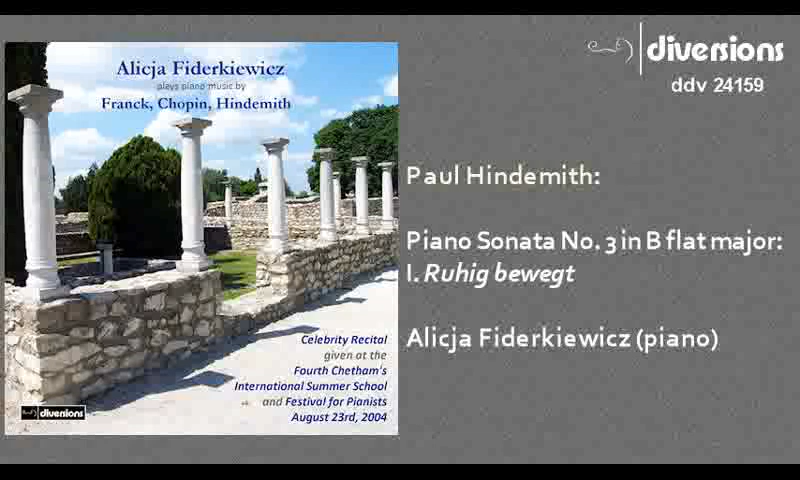 Alicja Fiderkiewicz
plays piano music by
Franck, Chopin, Hindemith
Celebrity Recital
given at the
Fourth Chetham's
International Summer School
and Festival for Pianists
August 23rd, 2004
diversions
diversions
ddv 24159
Paul Hindemith:
Piano Sonata No. 3 in B flat major:
I. Ruhig bewegt
Alicja Fiderkiewicz (piano)